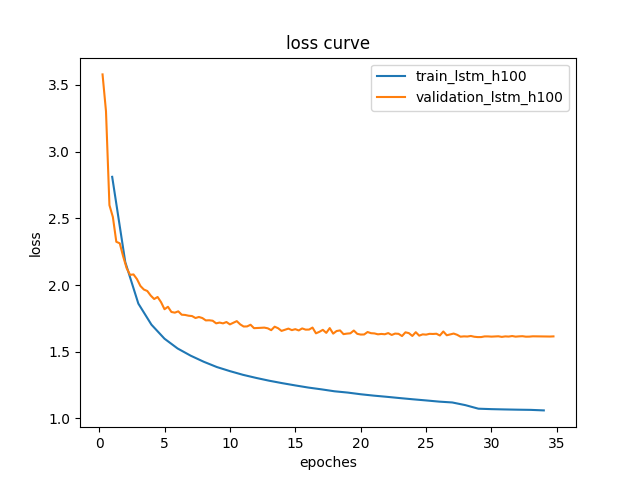 loss curve
train_lstm_h100
validation_lstm_h100
3.5
3.0
2.5
2.0
1.5
1.0
loss
0 5 10 15 20 25 30 35
epoches